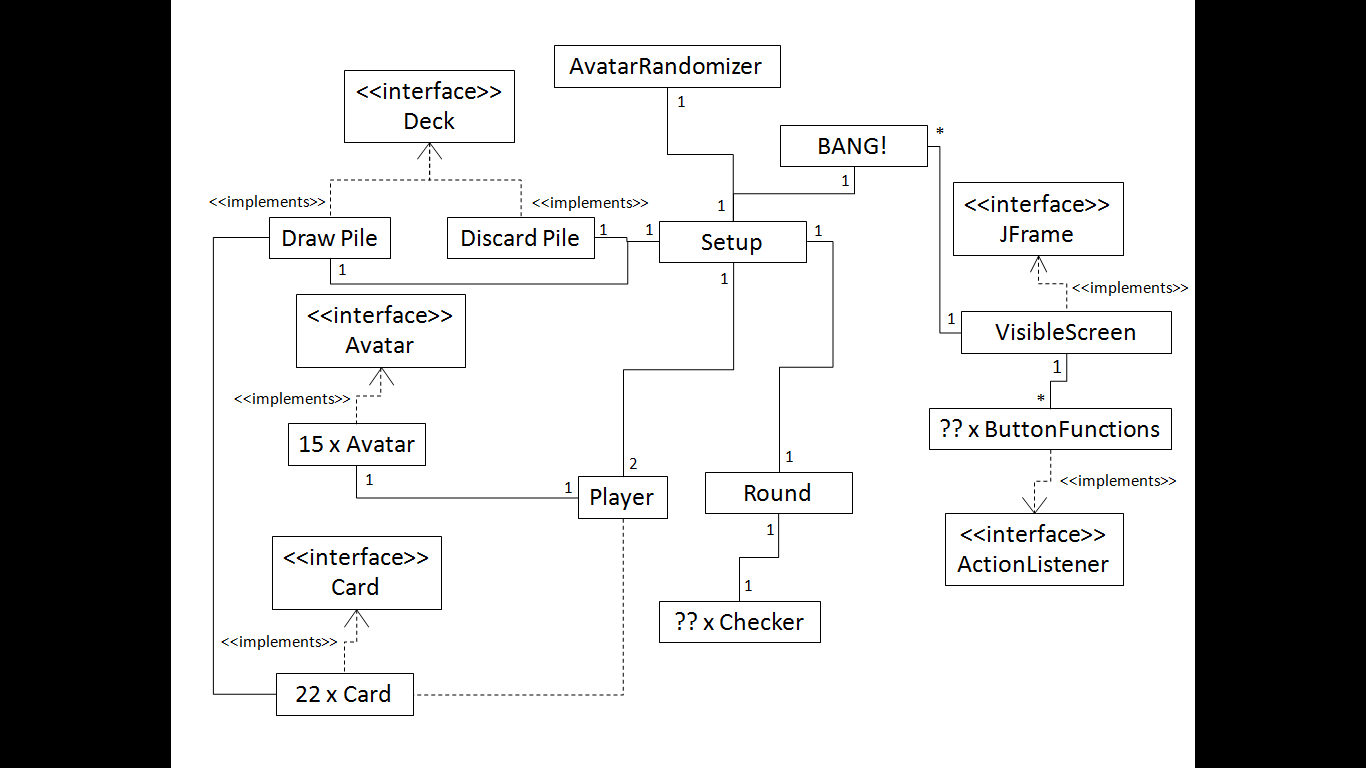 AvatarRandomizer
1
<<interface>>
Deck
BANG!
*
1
<<interface>>
JFrame
<<implements>>
<<implements>>
1
Draw Pile
Discard Pile
1
1
Setup
1
1
1
<<implements>>
<<interface>>
Avatar
1
VisibleScreen
1
<<implements>>
*
?? x ButtonFunctions
15 x Avatar
2
1
<<implements>>
1
1
Player
Round
<<interface>>
ActionListener
1
<<interface>>
Card
1
?? x Checker
<<implements>>
22 x Card